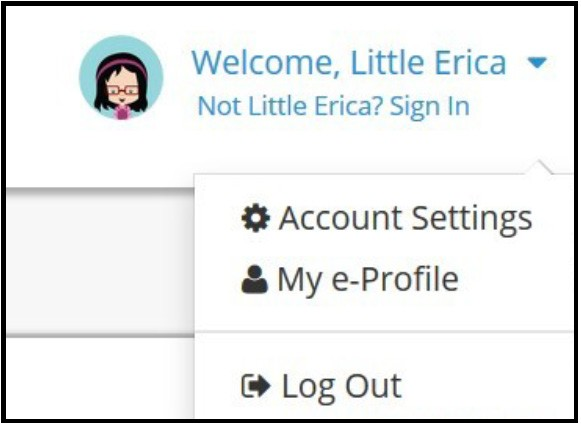 Welcome, Little Erica
Not Little Erica? Sign In
Account Settings
My e-Profile
Log Out